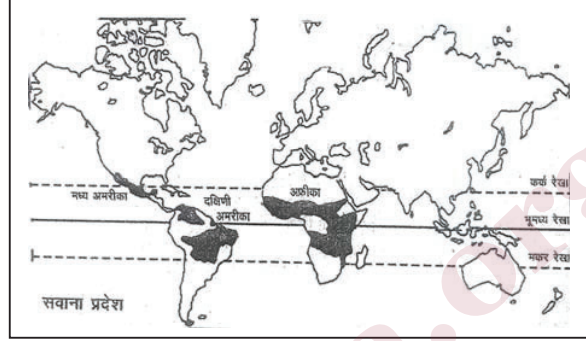 कर्क रेखा
मध्य अमरीका
दक्षिणी
अमरीका
अफ्रीका
भूमध्य रेखा
मकर रेखा
सवाना प्रदेश